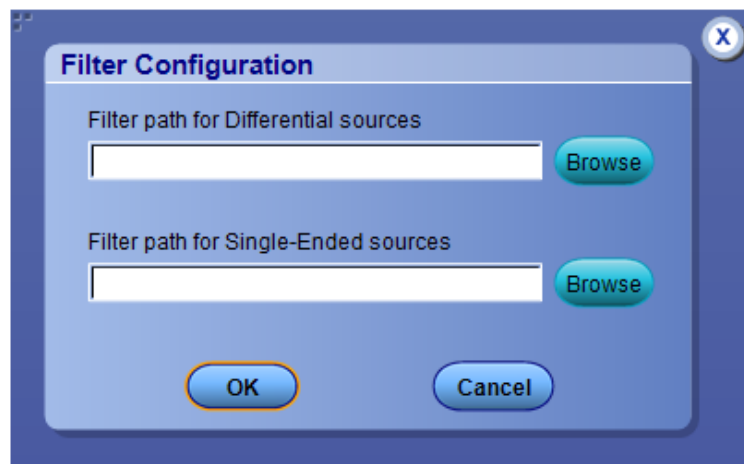 X
Filter Configuration
Filter path for Differential sources
Browse
Filter path for Single-Ended sources
Browse
OK Cancel